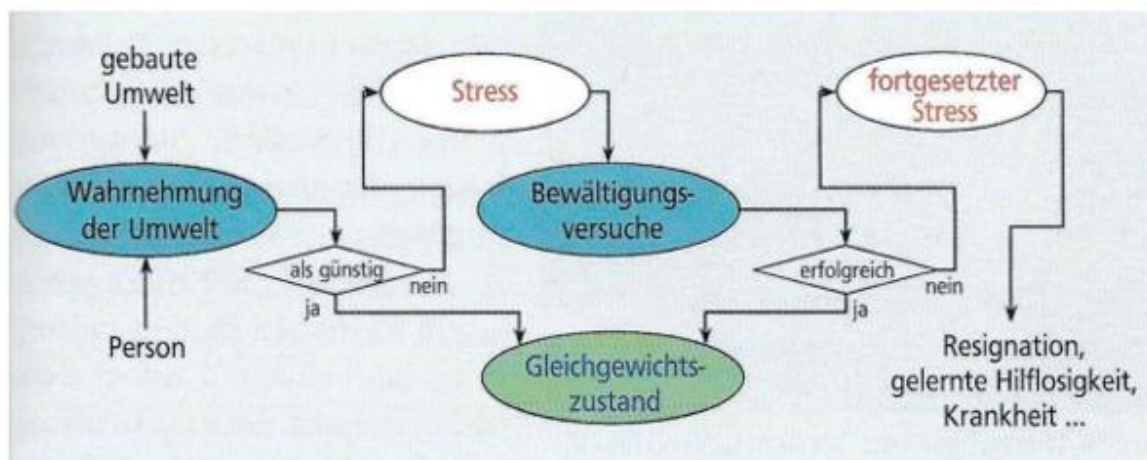 gebaute
Umwelt
Stress
fortgesetzter
Stress
Wahrnehmung
der Umwelt
Bewältigungs-
versuche
als günstig
nein
ja
erfolgreich
nein
ja
Person
Gleichgewichts-
zustand
Resignation,
gelernte Hilflosigkeit,
Krankheit ...